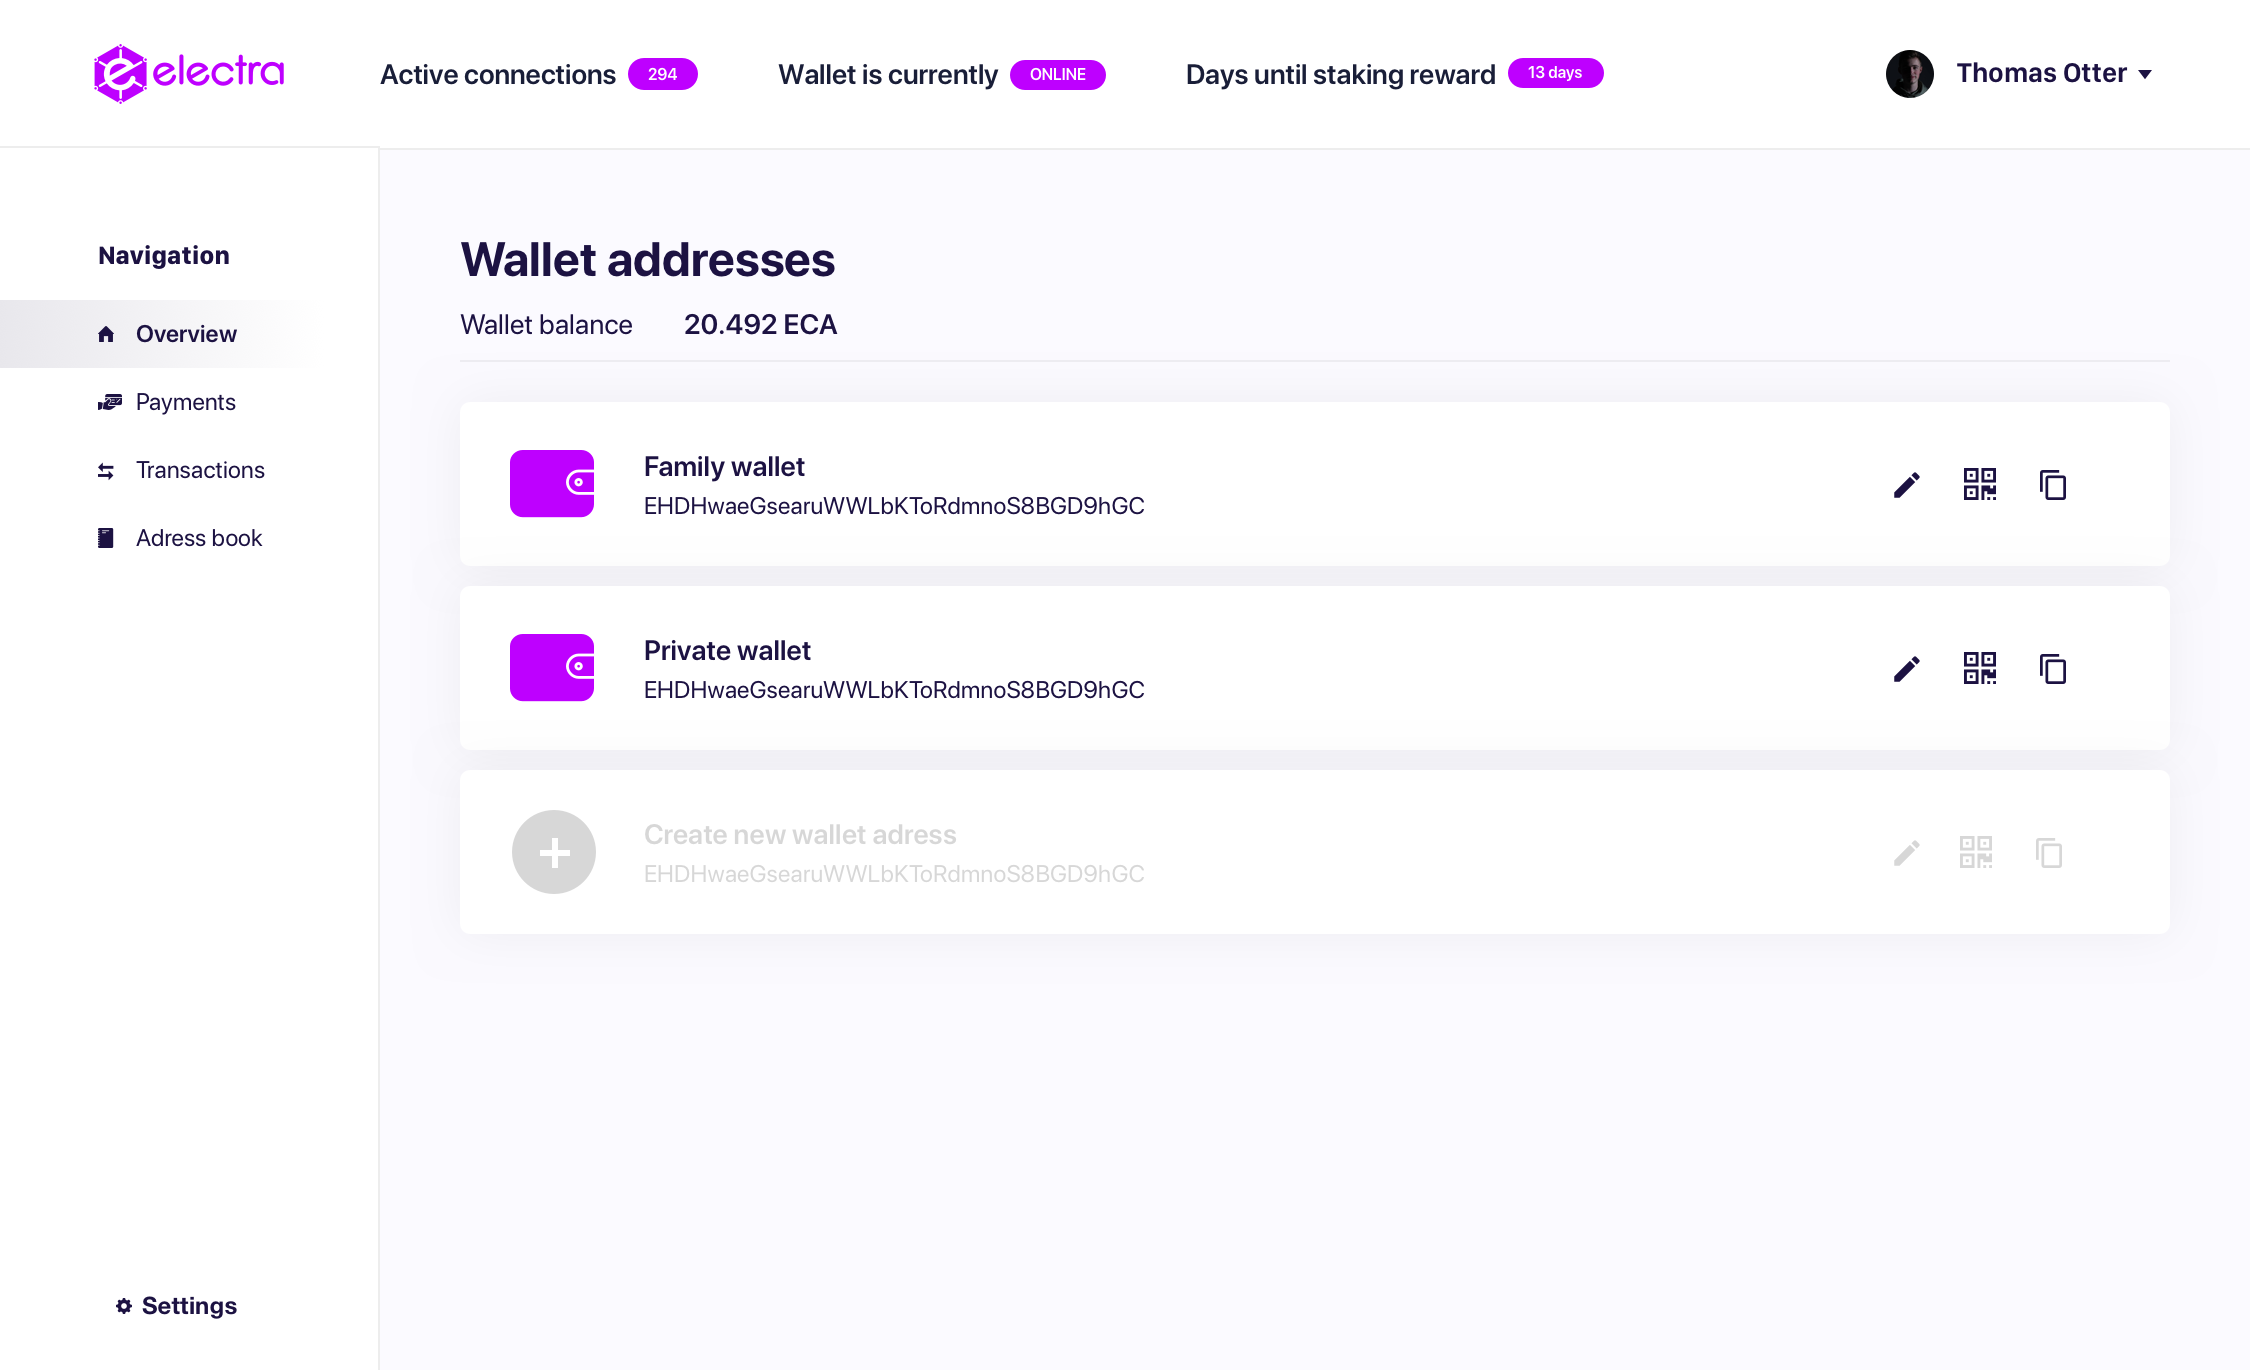 electra
Active connections 294
Wallet is currently ONLINE
Days until staking reward 13 days
Thomas Otter
Navigation
Overview
Payments
Transactions
Adress book
Settings
Wallet addresses
Wallet balance 20.492 ECA
Family wallet
EHDHwaeGsearuWWLbKToRdmnoS8BGD9hGC
Private wallet
EHDHwaeGsearuWWLbKToRdmnoS8BGD9hGC
Create new wallet adress
EHDHwaeGsearuWWLbKToRdmnoS8BGD9hGC